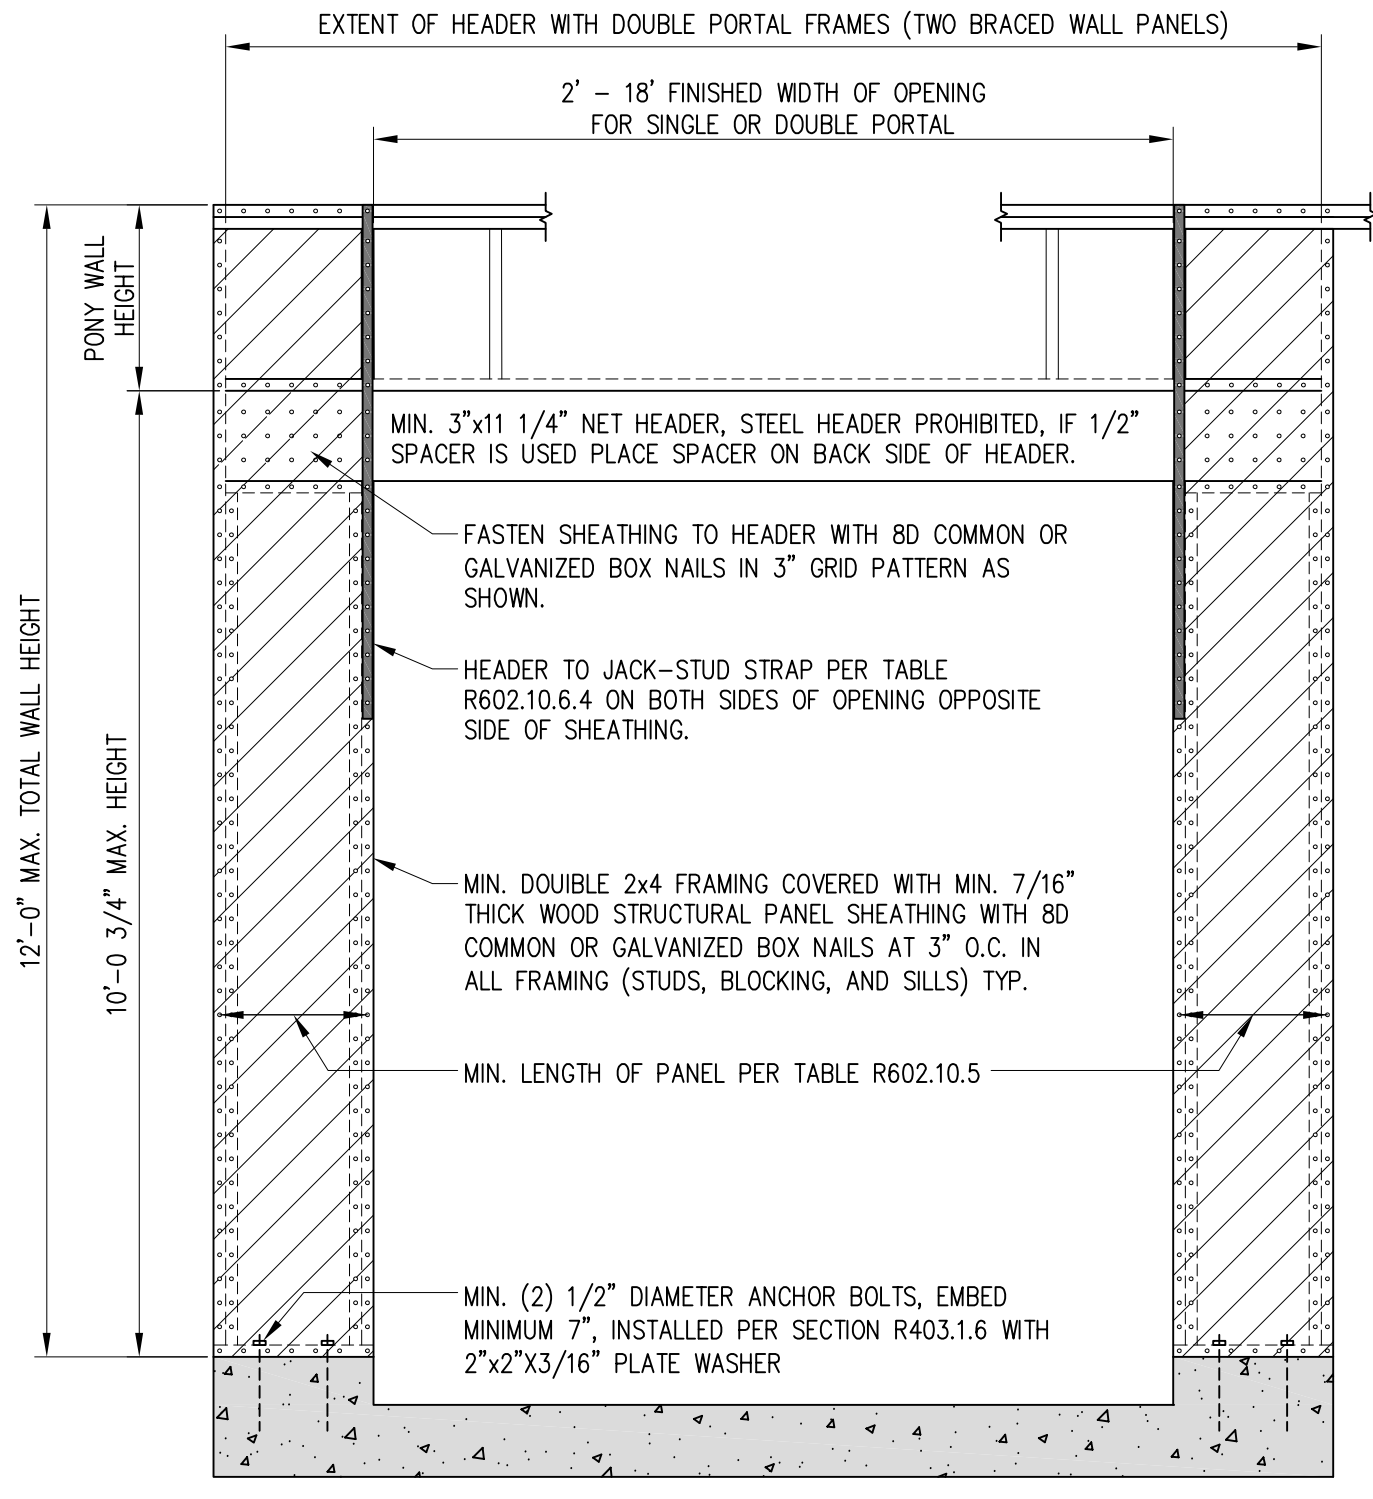 EXTENT OF HEADER WITH DOUBLE PORTAL FRAMES (TWO BRACED WALL PANELS)
2' - 18' FINISHED WIDTH OF OPENING
FOR SINGLE OR DOUBLE PORTAL
PONY WALL
HEIGHT
MIN. 3"x11 1/4" NET HEADER, STEEL HEADER PROHIBITED, IF 1/2"
SPACER IS USED PLACE SPACER ON BACK SIDE OF HEADER.
FASTEN SHEATHING TO HEADER WITH 8D COMMON OR
GALVANIZED BOX NAILS IN 3" GRID PATTERN AS
SHOWN.
HEADER TO JACK-STUD STRAP PER TABLE
R602.10.6.4 ON BOTH SIDES OF OPENING OPPOSITE
SIDE OF SHEATHING.
12'-0" MAX. TOTAL WALL HEIGHT
10'-0 3/4" MAX. HEIGHT
MIN. DOUIBLE 2x4 FRAMING COVERED WITH MIN. 7/16"
THICK WOOD STRUCTURAL PANEL SHEATHING WITH 8D
COMMON OR GALVANIZED BOX NAILS AT 3" O.C. IN
ALL FRAMING (STUDS, BLOCKING, AND SILLS) TYP.
MIN. LENGTH OF PANEL PER TABLE R602.10.5
MIN. (2) 1/2" DIAMETER ANCHOR BOLTS, EMBED
MINIMUM 7", INSTALLED PER SECTION R403.1.6 WITH
2"x2"X3/16" PLATE WASHER